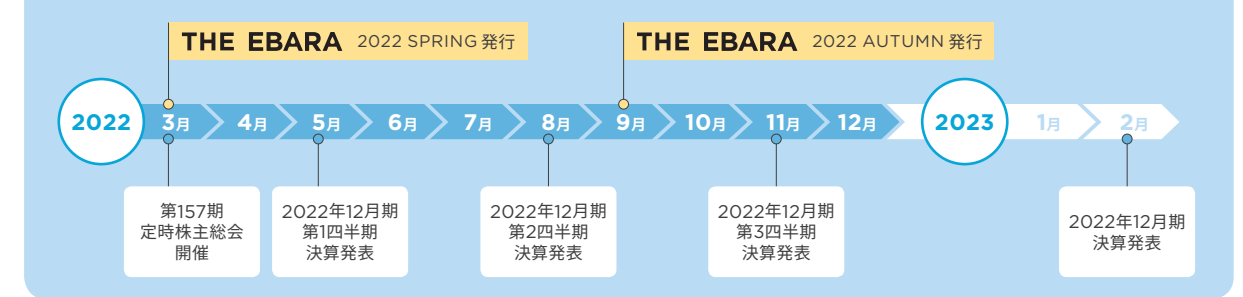 THE EBARA 2022 SPRING 発行
THE EBARA 2022 AUTUMN 発行
2022 3月 4月 5月 6月 7月 8月 9月 10月 11月 12月 2023 1月 2月
第157期
定時株主総会
開催
2022年12月期
第1四半期
決算発表
2022年12月期
第2四半期
決算発表
2022年12月期
第3四半期
決算発表
2022年12月期
決算発表